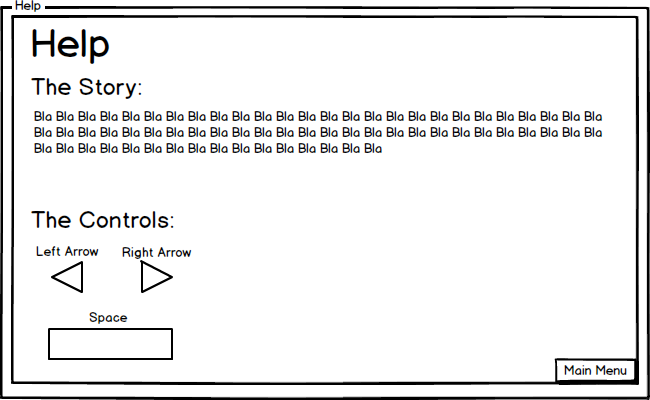 Help
Help
The Story:
Bla Bla Bla Bla Bla Bla Bla Bla Bla Bla Bla Bla Bla Bla Bla Bla Bla Bla Bla Bla Bla Bla Bla Bla Bla Bla
Bla Bla Bla Bla Bla Bla Bla Bla Bla Bla Bla Bla Bla Bla Bla Bla Bla Bla Bla Bla Bla Bla Bla Bla Bla Bla
Bla Bla Bla Bla Bla Bla Bla Bla Bla Bla Bla Bla Bla Bla Bla Bla
The Controls:
Left Arrow Right Arrow
Space
Main Menu